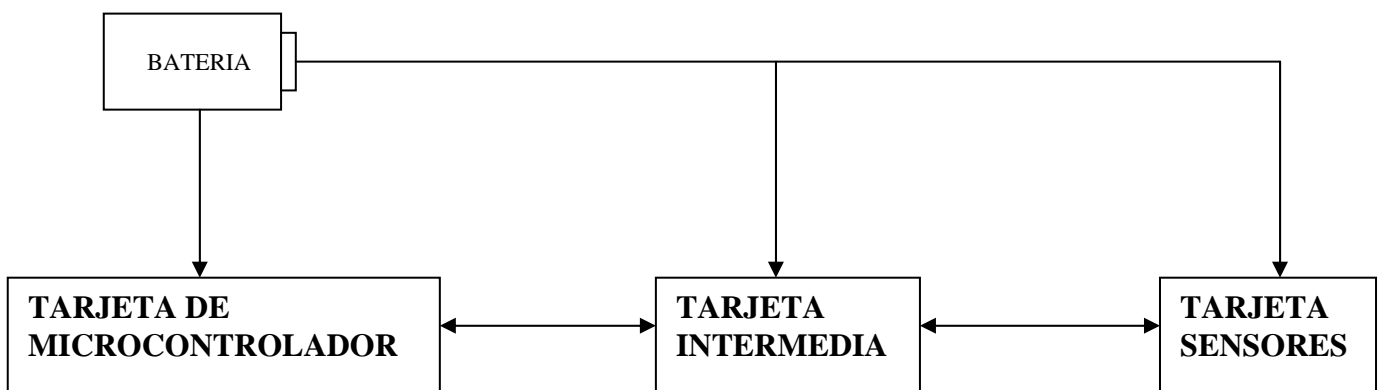 BATERIA
TARJETA DE
MICROCONTROLADOR
TARJETA
INTERMEDIA
TARJETA
SENSORES